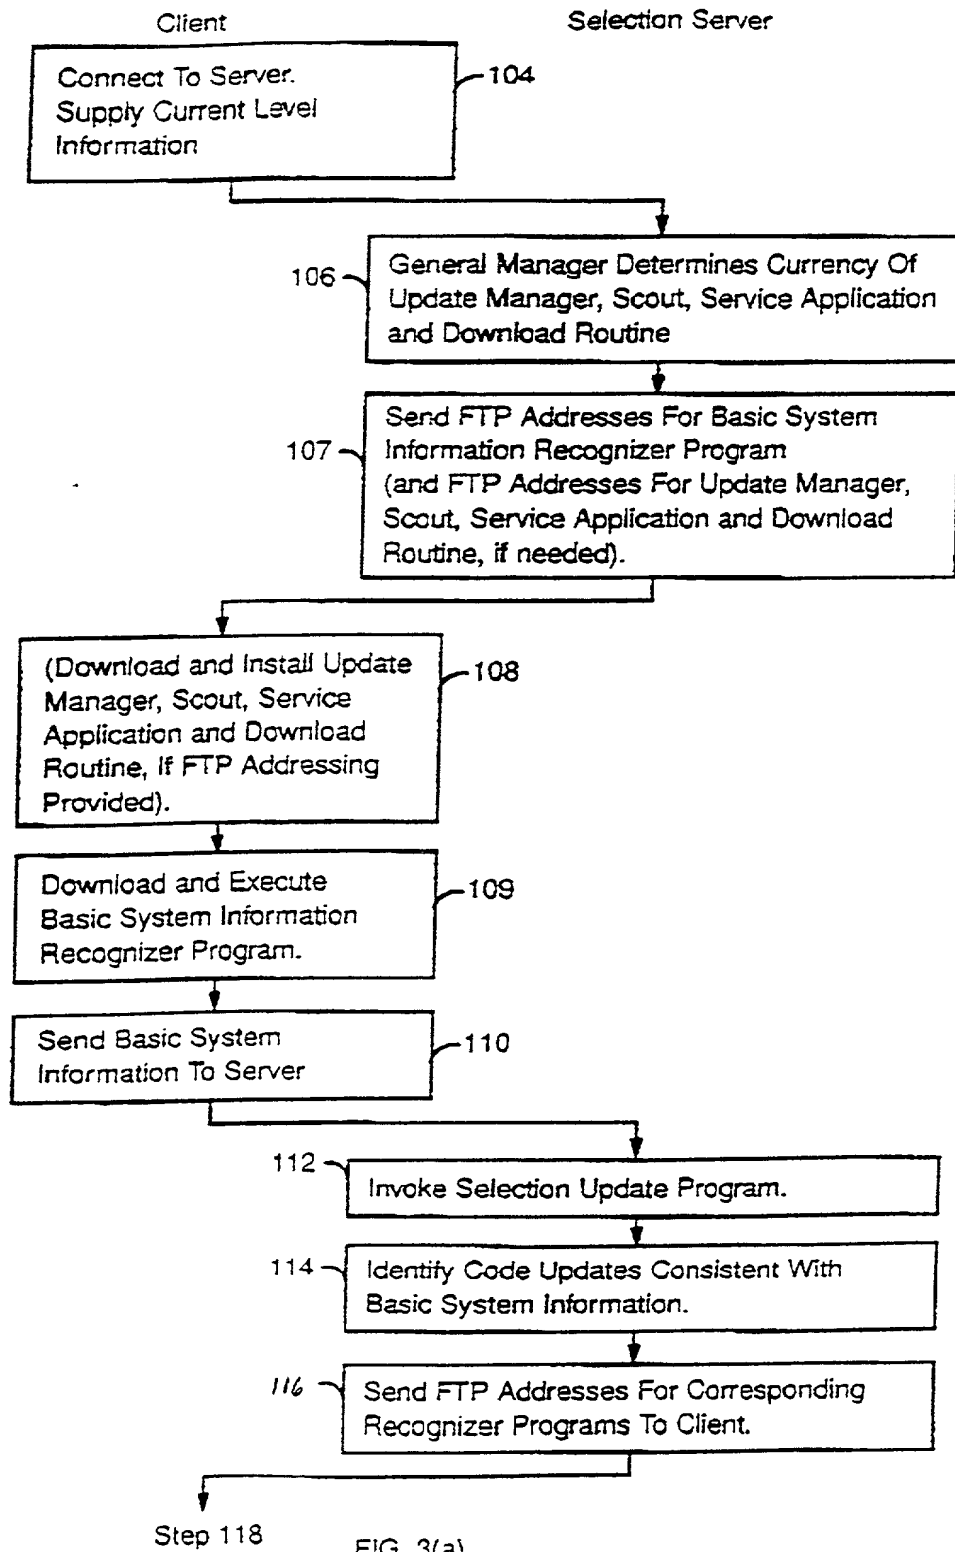 Client
Selection Server
Connect To Server.
Supply Current Level
Information
104
106
General Manager Determines Currency Of
Update Manager, Scout, Service Application
and Download Routine
107
Send FTP Addresses For Basic System
Information Recognizer Program
(and FTP Addresses For Update Manager,
Scout, Service Application and Download
Routine, if needed).
(Download and Install Update
Manager, Scout, Service
Application and Download
Routine, If FTP Addressing
Provided).
108
Download and Execute
Basic System Information
Recognizer Program.
109
Send Basic System
Information To Server
110
112
Invoke Selection Update Program.
114
Identify Code Updates Consistent With
Basic System Information.
116
Send FTP Addresses For Corresponding
Recognizer Programs To Client.
Step 118
FIG. 3(a)